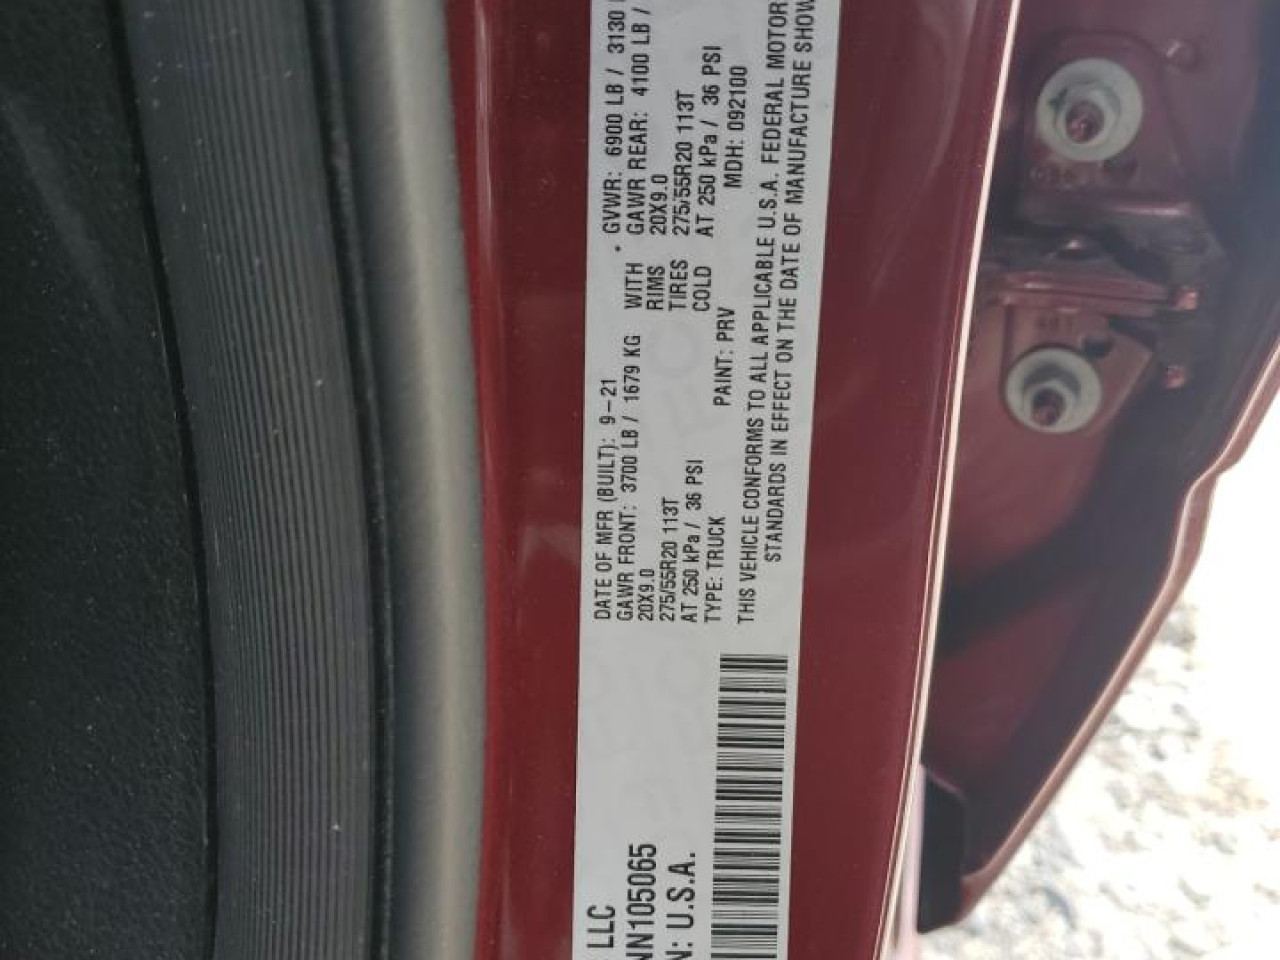 LLC
DATE OF MFR (BUILT): 9-21 * GVWR: 6900 LB / 3130
GAWR FRONT: 3700 LB / 1679 KG WITH GAWR REAR: 4100 LB /
20X9.0 RIMS 20X9.0
275/55R20 113T TIRES 275/55R20 113T
AT 250 kPa / 36 PSI COLD AT 250 kPa / 36 PSI
TYPE: TRUCK PAINT: PRV MDH: 092100
THIS VEHICLE CONFORMS TO ALL APPLICABLE U.S.A. FEDERAL MOTOR
STANDARDS IN EFFECT ON THE DATE OF MANUFACTURE SHOW
NN105065
N: U.S.A.